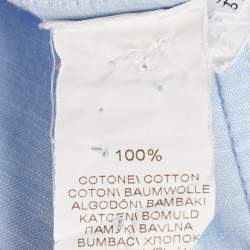 100%
COTONE\ COTTON
COTON\ BAUMWOLLE
ALGODÓN\ BAMBAKI
KATOEN\ BOMULD
ПАМУК\ BAVLNA
BUMBAC\ ХЛОПОК